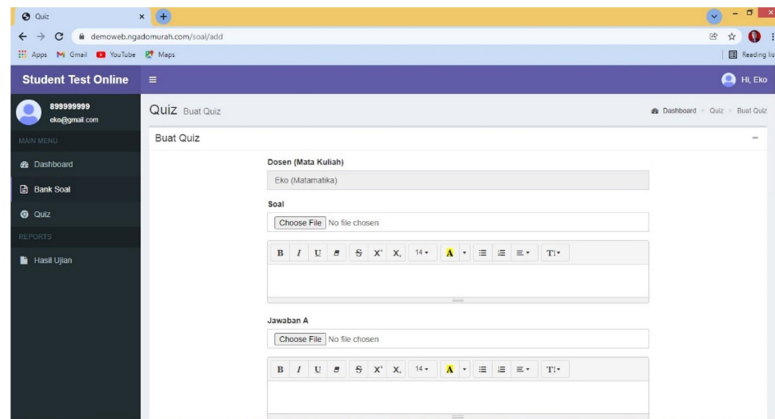 Quiz
demoweb.ngadomurah.com/soal/add
Apps Gmail YouTube Maps Reading lis
Student Test Online Hi, Eko
899999999
eko@gmail.com
Quiz Buat Quiz Dashboard > Quiz > Buat Quiz
MAIN MENU
Buat Quiz
Dashboard
Bank Soal
Quiz
REPORTS
Hasil Ujian
Dosen (Mata Kuliah)
Eko (Matamatika)
Soal
Choose File No file chosen
B I U S X² X₂ 14 A T
Jawaban A
Choose File No file chosen
B I U S X² X₂ 14 A T